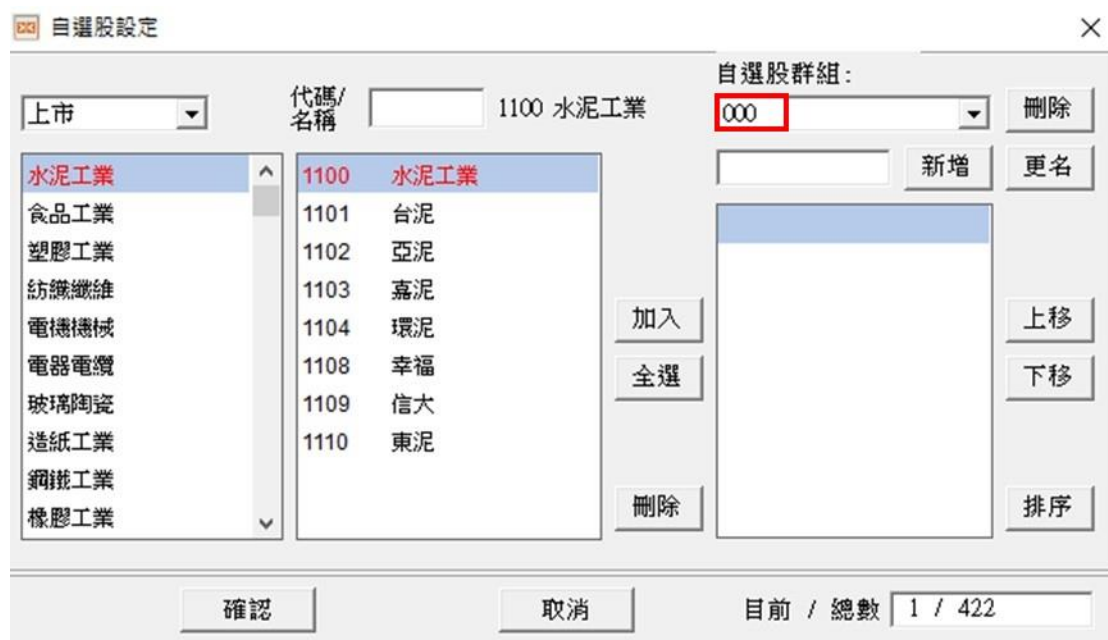 自選股設定
上市
代碼/
名稱
1100 水泥工業
自選股群組:
000
刪除
新增
更名
水泥工業
食品工業
塑膠工業
紡織纖維
電機機械
電器電纜
玻璃陶瓷
造紙工業
鋼鐵工業
橡膠工業
1100 水泥工業
1101 台泥
1102 亞泥
1103 嘉泥
1104 環泥
1108 幸福
1109 信大
1110 東泥
加入
全選
刪除
上移
下移
排序
確認
取消
目前 / 總數 1 / 422